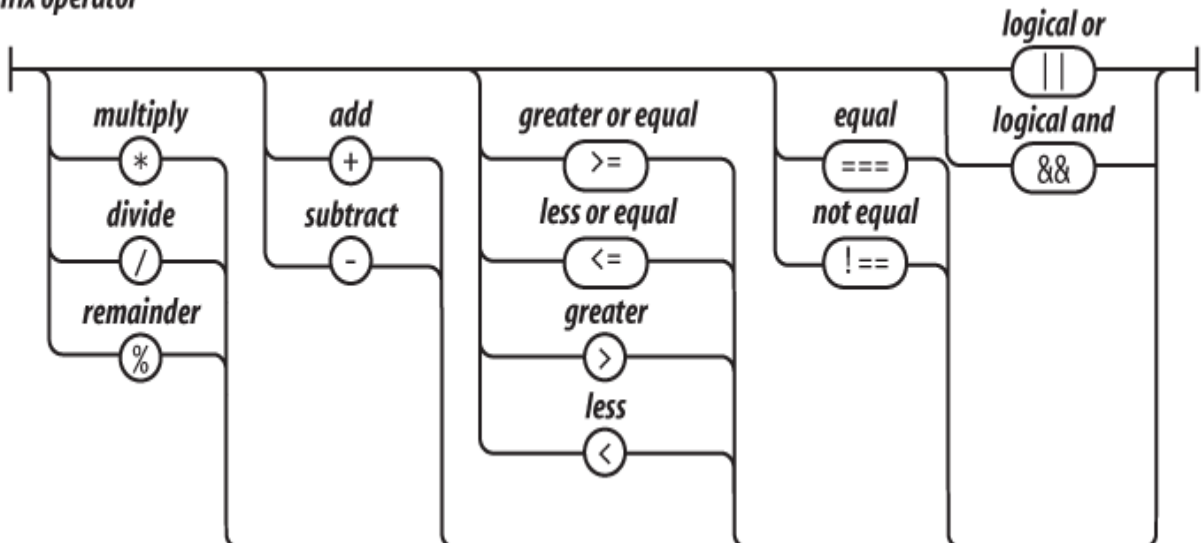 operator
logical or
||
multiply
add
greater or equal
equal
logical and
*
+
>=
===
&&
divide
subtract
less or equal
not equal
/
-
<=
!==
remainder
greater
%
>
less
<